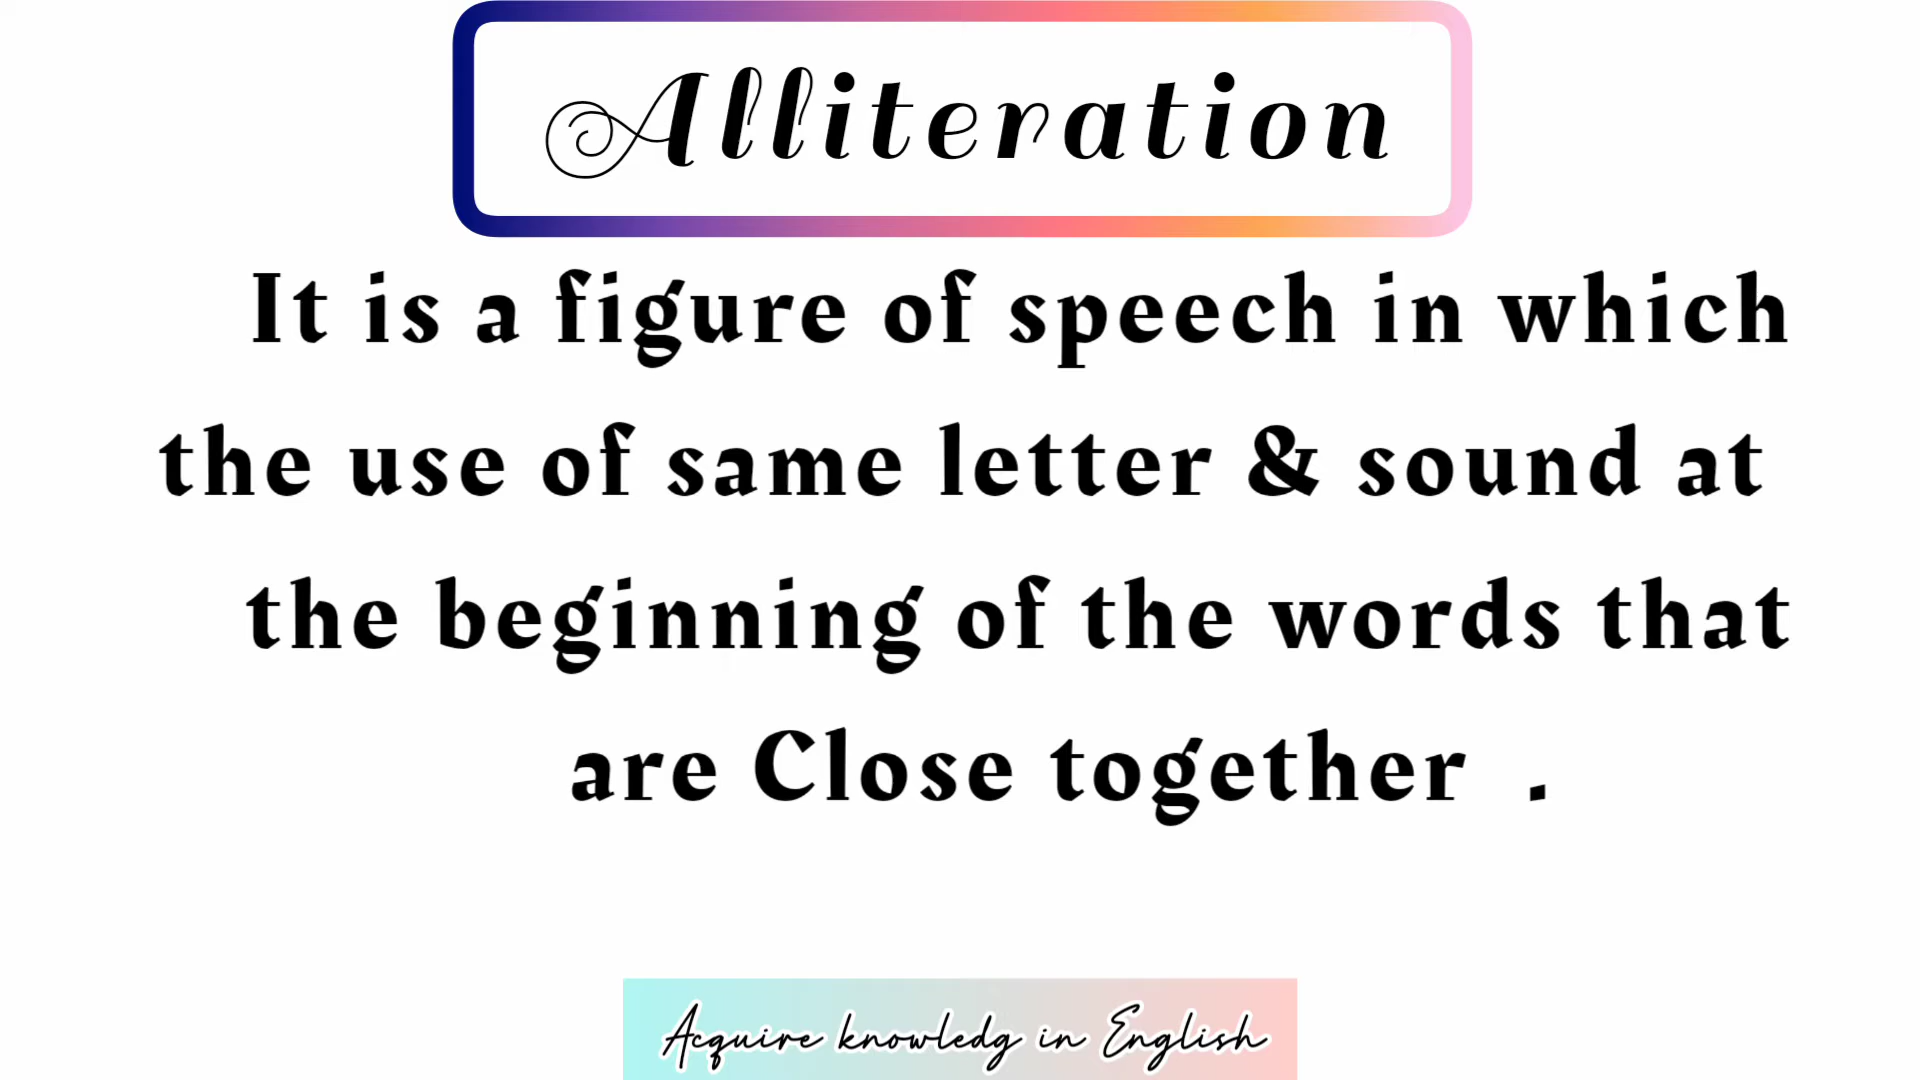 Alliteration
It is a figure of speech in which
the use of same letter & sound at
the beginning of the words that
are Close together .
Acquire knowledg in English